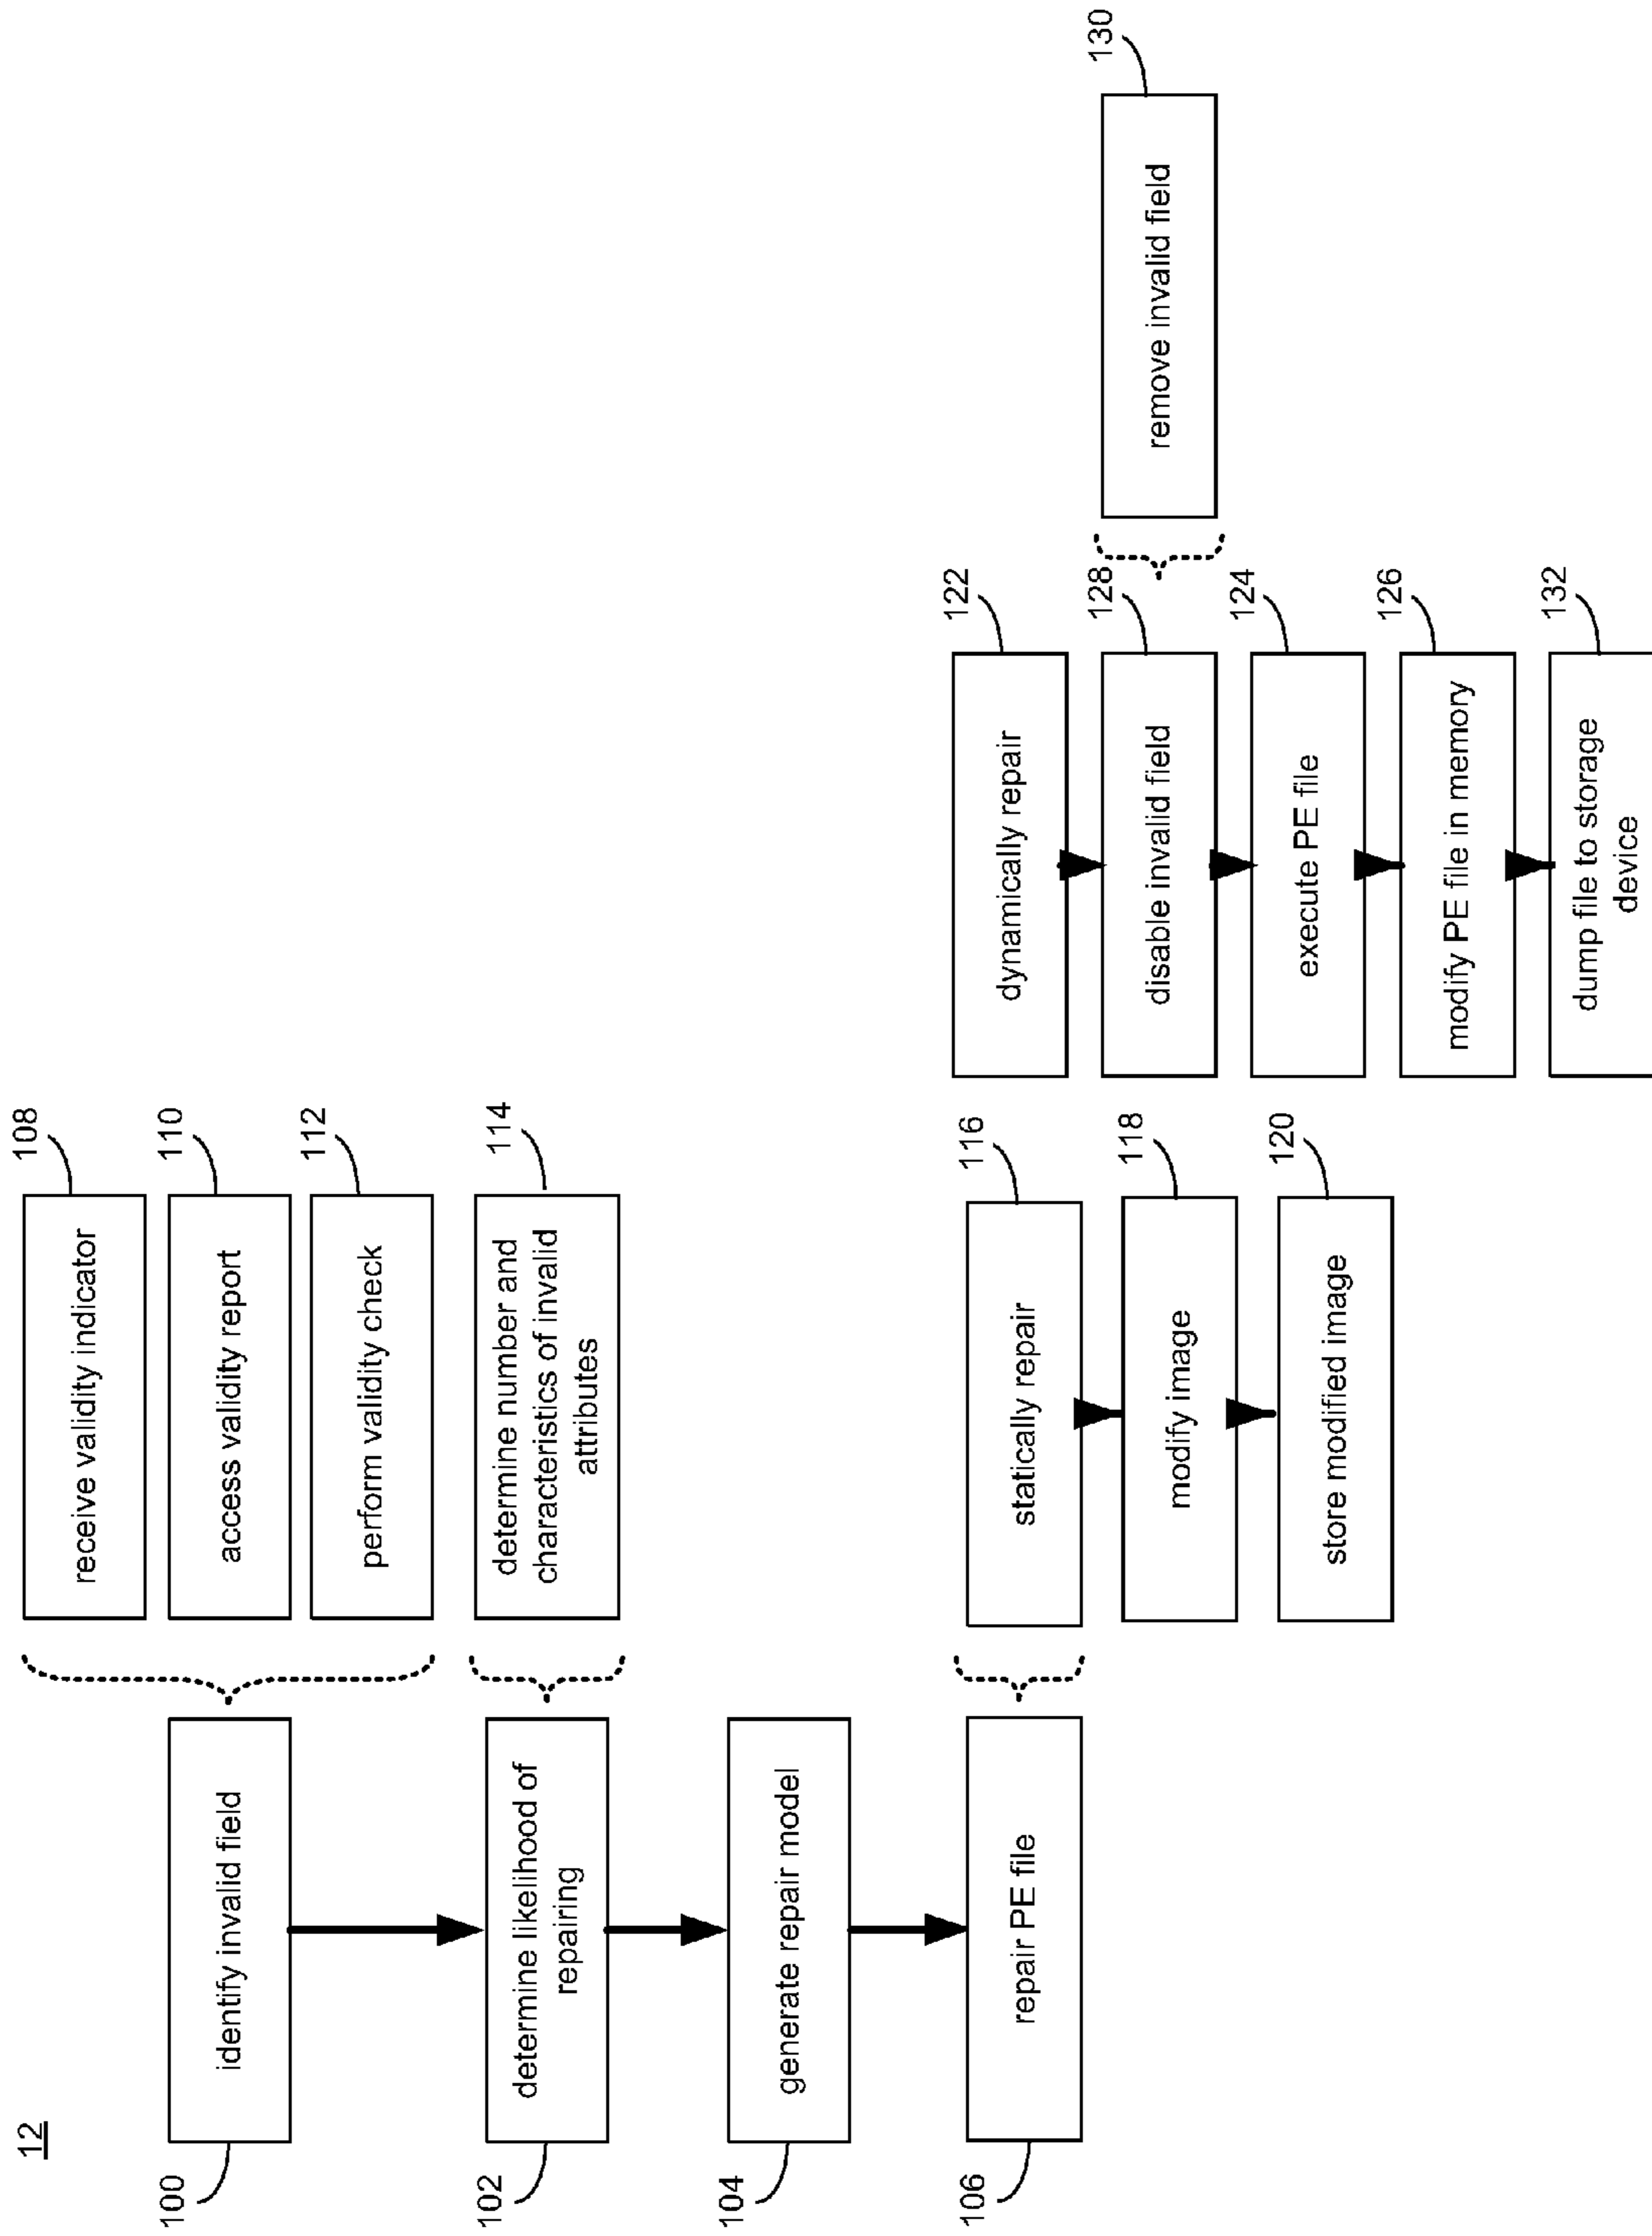 12
100
identify invalid field
102
determine likelihood of
repairing
104
generate repair model
106
repair PE file
receive validity indicator
108
access validity report
110
perform validity check
112
determine number and
characteristics of invalid
attributes
114
statically repair
116
modify image
118
store modified image
120
dynamically repair
122
disable invalid field
128
execute PE file
124
modify PE file in memory
126
dump file to storage
device
132
remove invalid field
130